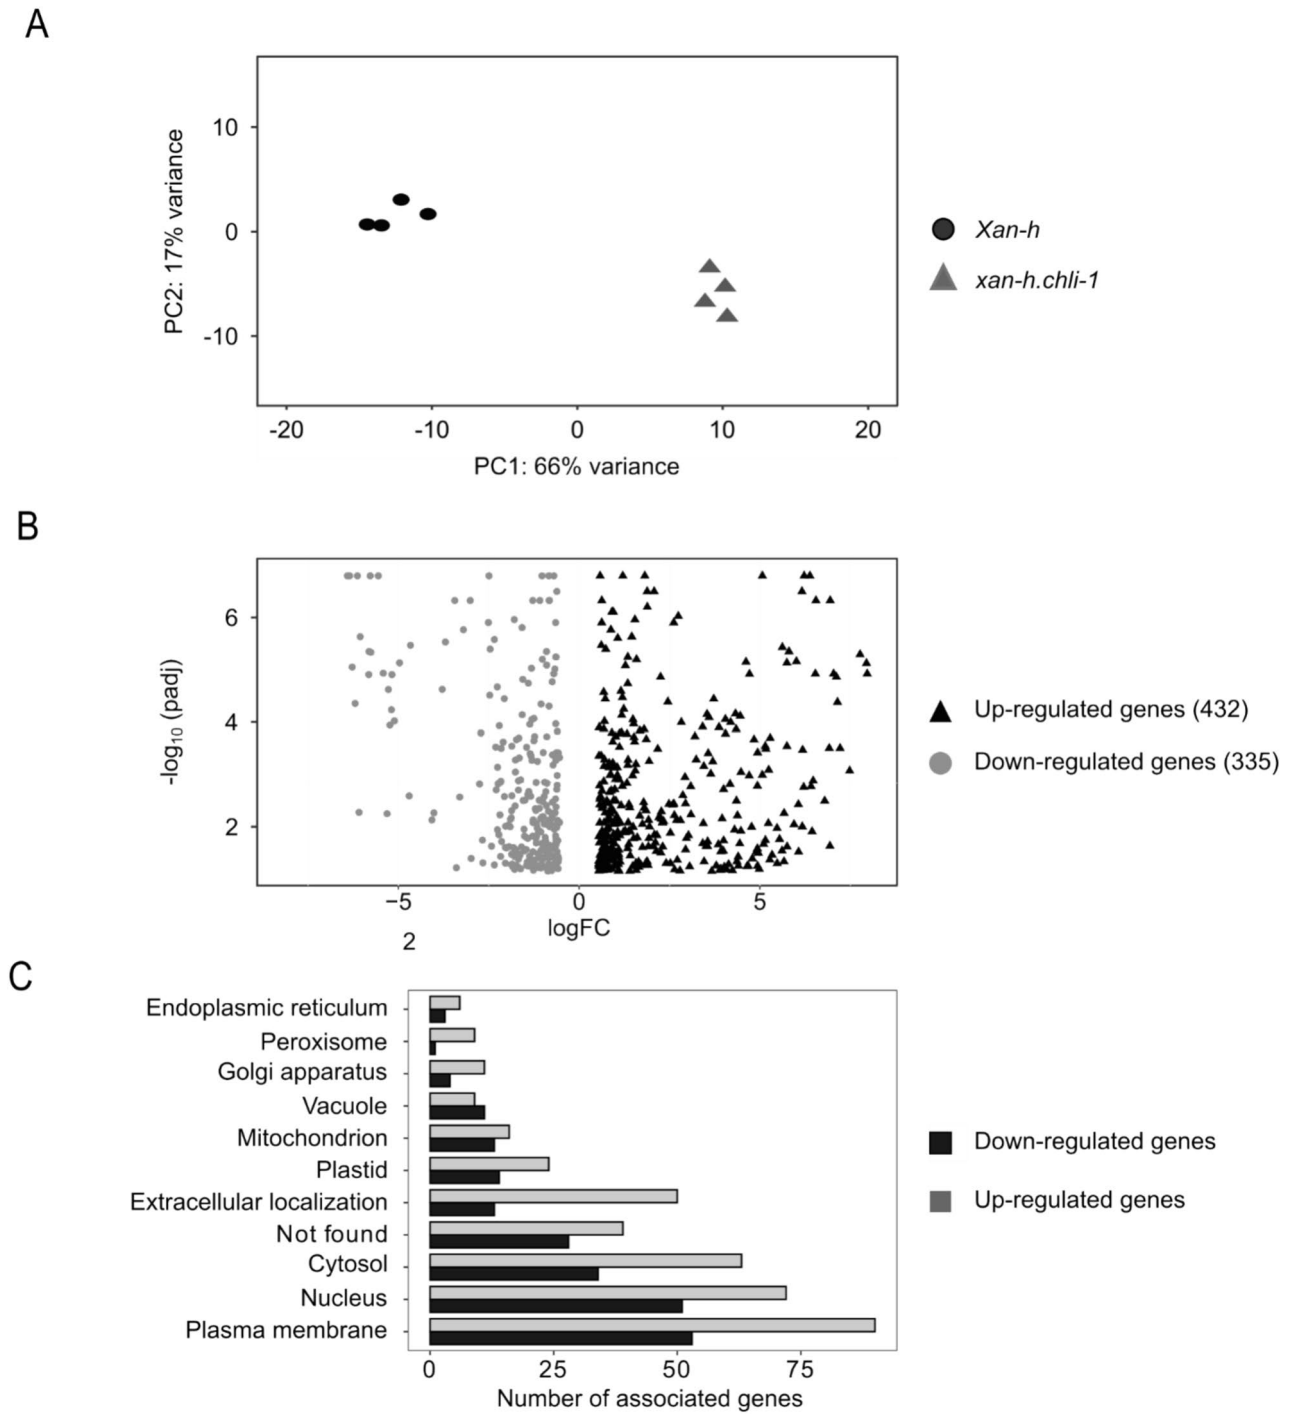 A
PC2: 17% variance
10
0
-10
-20 -10 0 10 20
PC1: 66% variance
Xan-h
xan-h.chli-1
B
-log10 (padj)
6
4
2
−5 0 5
logFC
2
Up-regulated genes (432)
Down-regulated genes (335)
C
Endoplasmic reticulum
Peroxisome
Golgi apparatus
Vacuole
Mitochondrion
Plastid
Extracellular localization
Not found
Cytosol
Nucleus
Plasma membrane
0 25 50 75
Number of associated genes
Down-regulated genes
Up-regulated genes